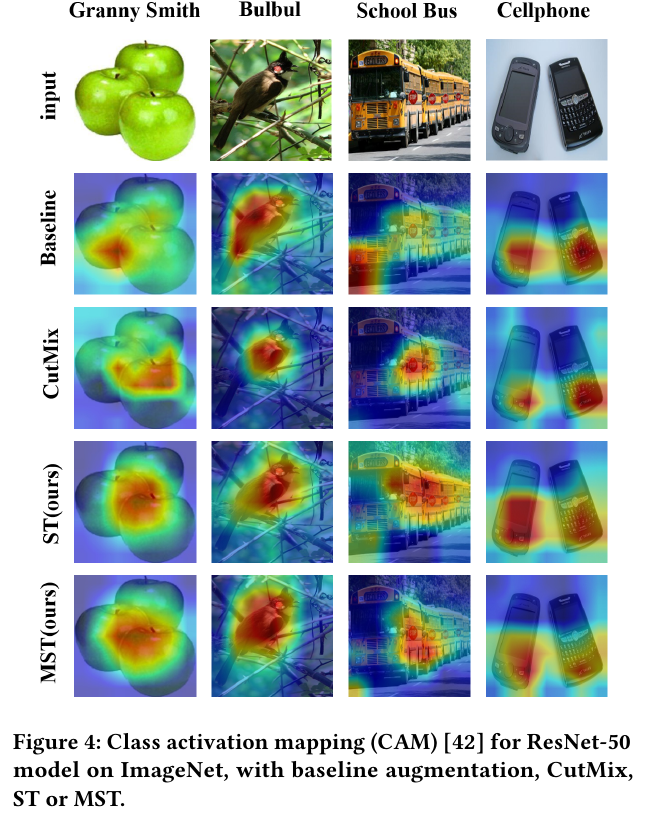 Granny Smith Bulbul School Bus Cellphone
input
Baseline
CutMix
ST(ours)
MST(ours)
Figure 4: Class activation mapping (CAM) [42] for ResNet-50
model on ImageNet, with baseline augmentation, CutMix,
ST or MST.